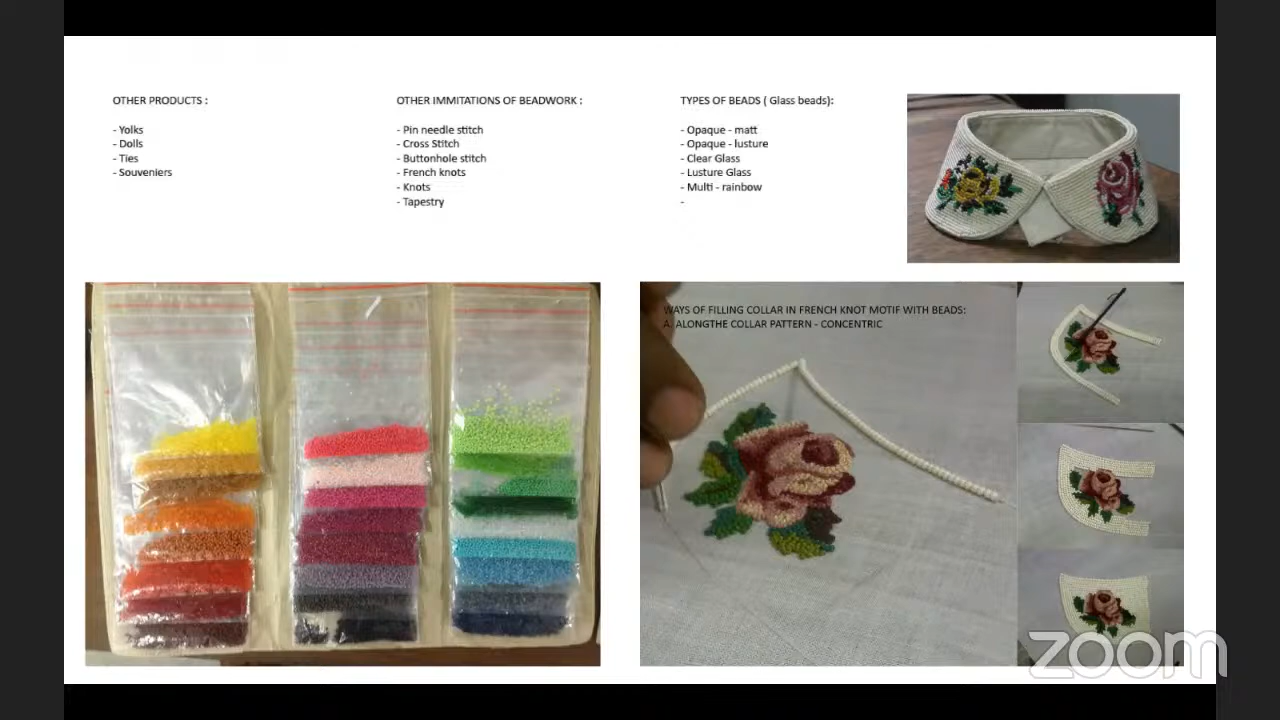 OTHER PRODUCTS :
- Yolks
- Dolls
- Ties
- Souveniers
OTHER IMMITATIONS OF BEADWORK :
- Pin needle stitch
- Cross Stitch
- Buttonhole stitch
- French knots
- Knots
- Tapestry
TYPES OF BEADS ( Glass beads):
- Opaque - matt
- Opaque - lusture
- Clear Glass
- Lusture Glass
- Multi - rainbow
-
WAYS OF FILLING COLLAR IN FRENCH KNOT MOTIF WITH BEADS:
A. ALONGTHE COLLAR PATTERN - CONCENTRIC
zoom